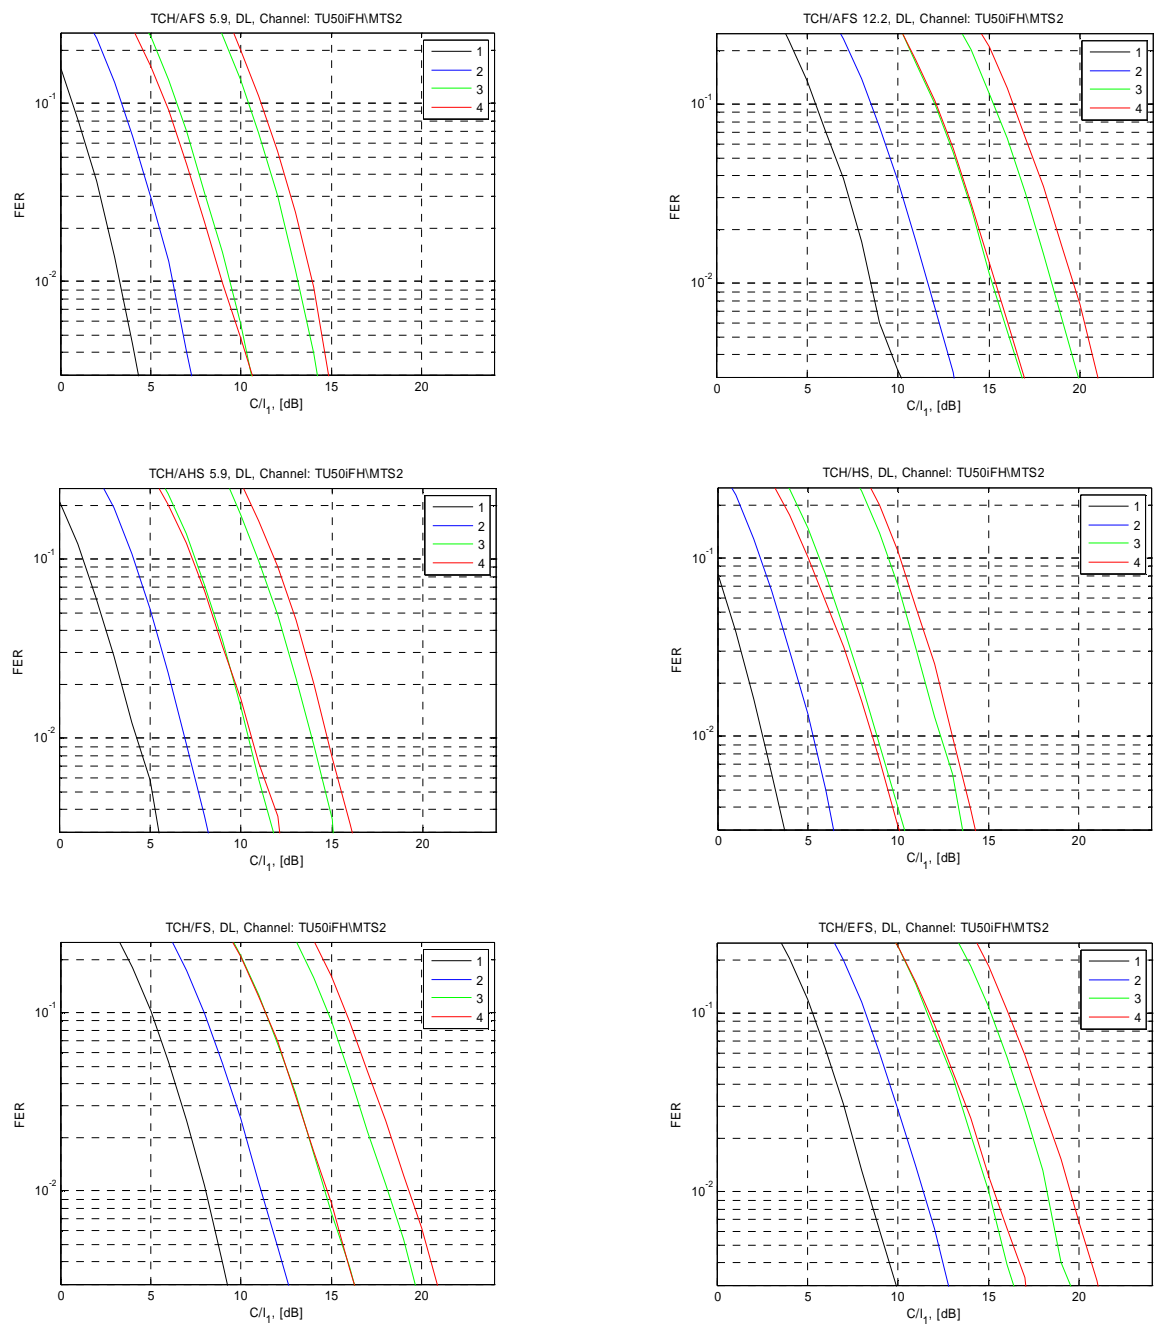 TCH/AFS 5.9, DL, Channel: TU50iFH\MTS2
FER
10^-1
10^-2
0 5 10 15 20
C/I_1, [dB]
1
2
3
4
TCH/AFS 12.2, DL, Channel: TU50iFH\MTS2
FER
10^-1
10^-2
0 5 10 15 20
C/I_1, [dB]
1
2
3
4
TCH/AHS 5.9, DL, Channel: TU50iFH\MTS2
FER
10^-1
10^-2
0 5 10 15 20
C/I_1, [dB]
1
2
3
4
TCH/HS, DL, Channel: TU50iFH\MTS2
FER
10^-1
10^-2
0 5 10 15 20
C/I_1, [dB]
1
2
3
4
TCH/FS, DL, Channel: TU50iFH\MTS2
FER
10^-1
10^-2
0 5 10 15 20
C/I_1, [dB]
1
2
3
4
TCH/EFS, DL, Channel: TU50iFH\MTS2
FER
10^-1
10^-2
0 5 10 15 20
C/I_1, [dB]
1
2
3
4